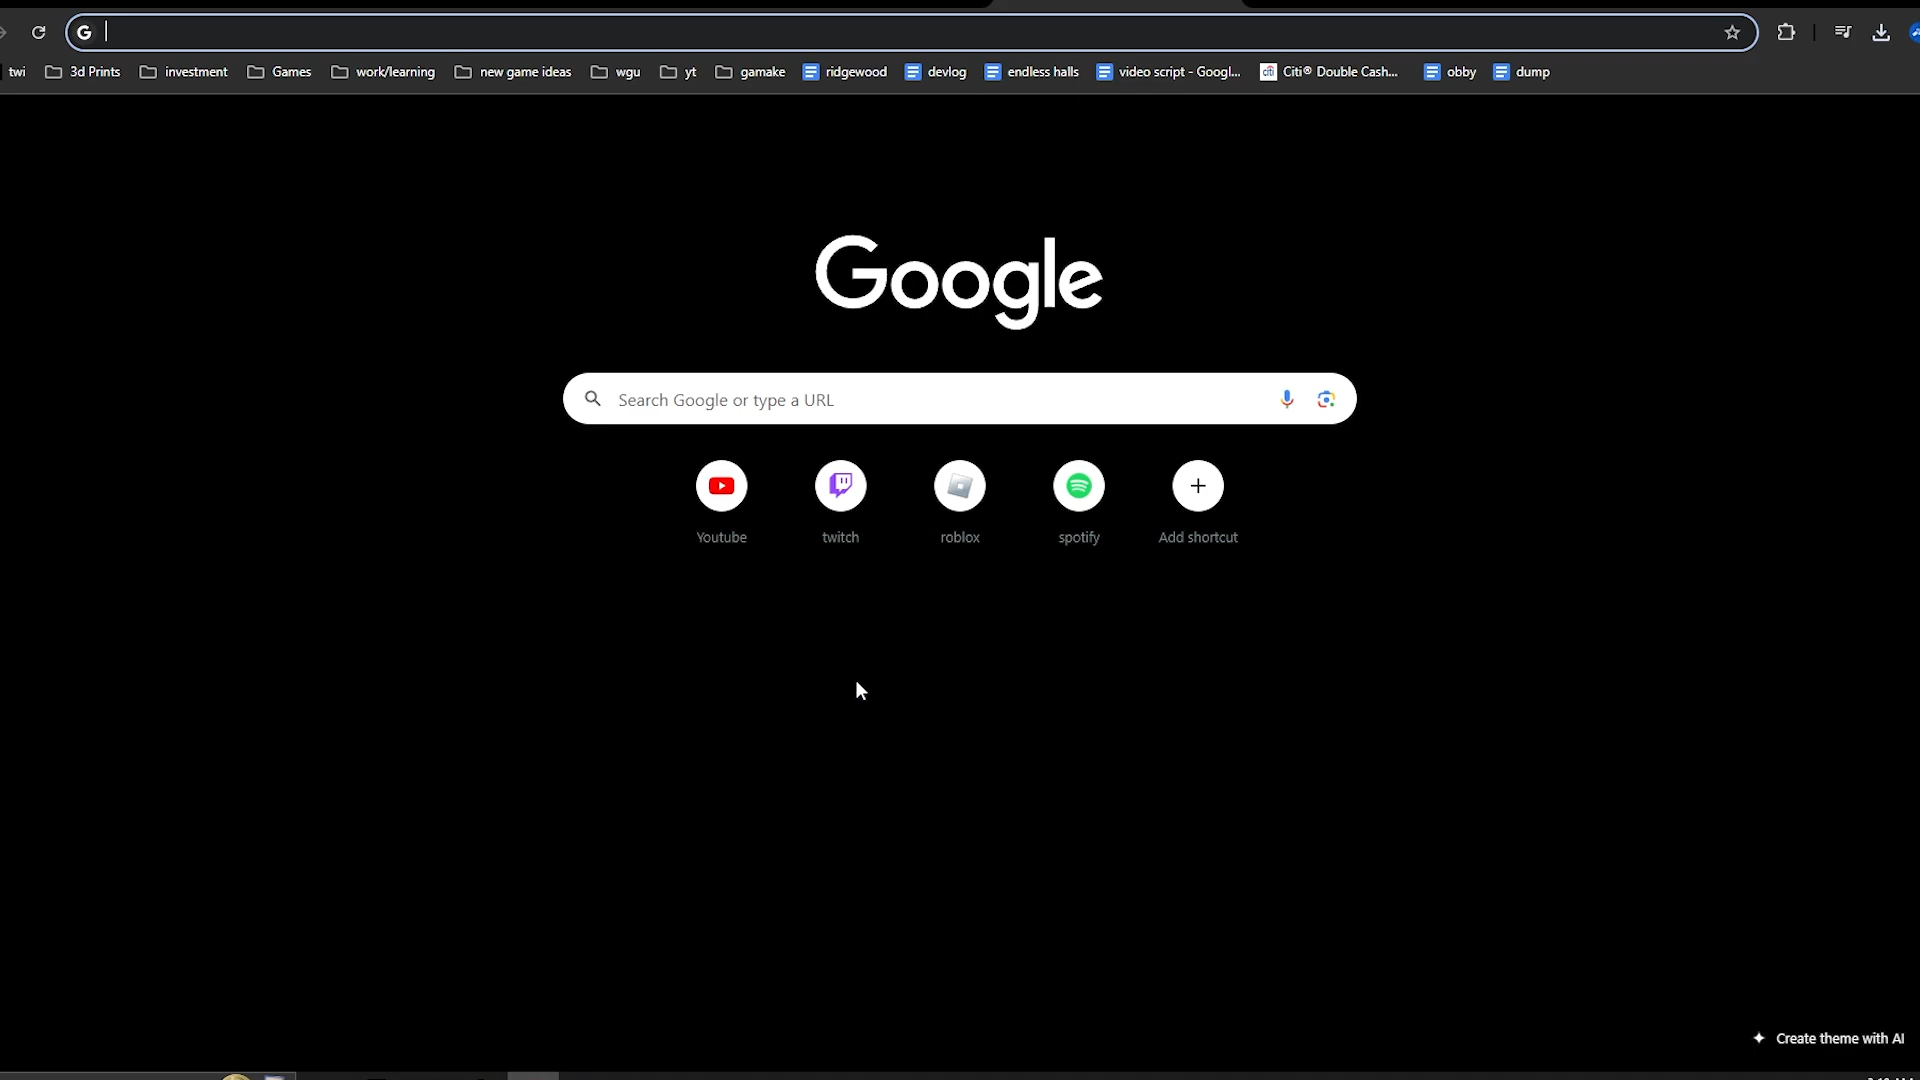 twi 3d Prints investment Games work/learning new game ideas wgu yt gamake ridgewood devlog endless halls video script - Googl... Citi® Double Cash... obby dump
Google
Search Google or type a URL
Youtube twitch roblox spotify Add shortcut
Create theme with AI